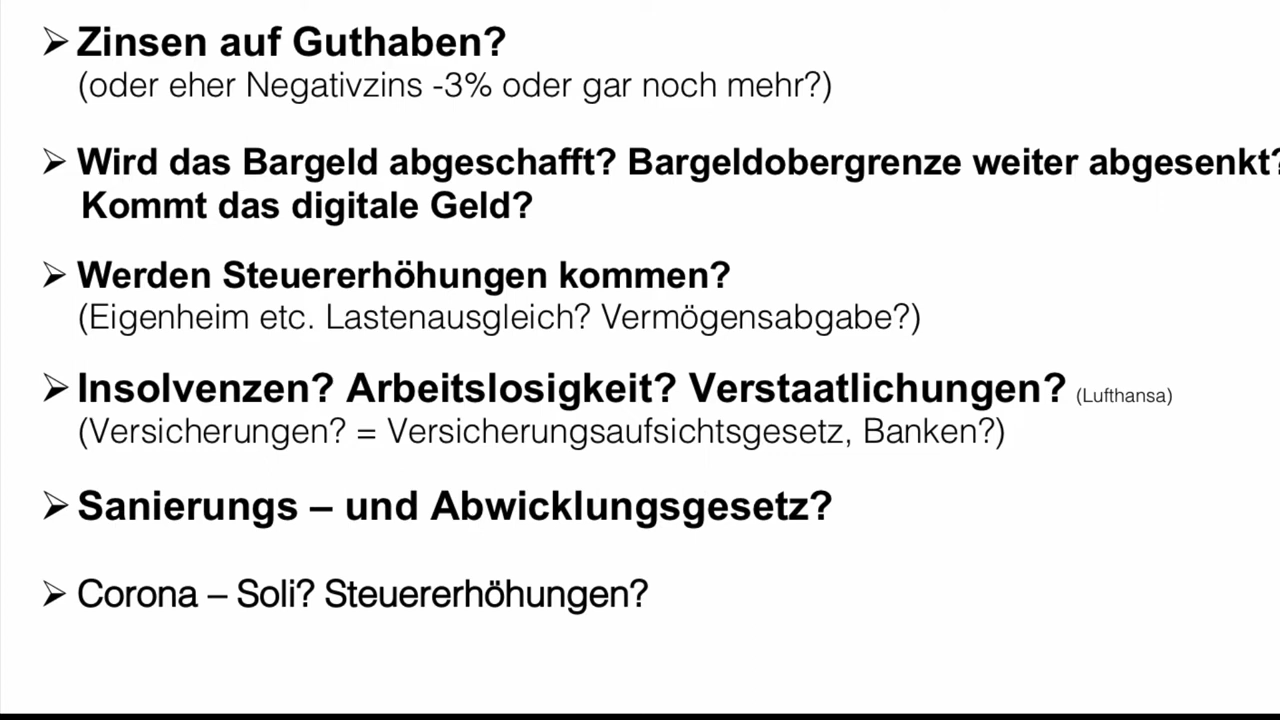 ➢ Zinsen auf Guthaben?
(oder eher Negativzins -3% oder gar noch mehr?)
➢ Wird das Bargeld abgeschafft? Bargeldobergrenze weiter abgesenkt?
Kommt das digitale Geld?
➢ Werden Steuererhöhungen kommen?
(Eigenheim etc. Lastenausgleich? Vermögensabgabe?)
➢ Insolvenzen? Arbeitslosigkeit? Verstaatlichungen? (Lufthansa)
(Versicherungen? = Versicherungsaufsichtsgesetz, Banken?)
➢ Sanierungs – und Abwicklungsgesetz?
➢ Corona – Soli? Steuererhöhungen?